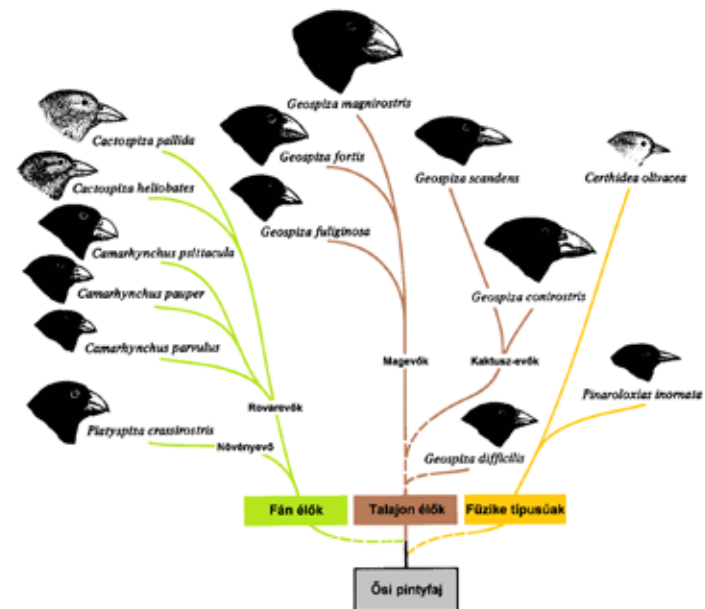 Geospiza magnirostris
Cactospiza pallida
Geospiza fortis
Geospiza scandens
Certhidea olivacea
Cactospiza heliobates
Geospiza fuliginosa
Camarhynchus psittacula
Camarhynchus pauper
Geospiza conirostris
Camarhynchus parvulus
Magevők
Kaktusz-evők
Pinaroloxias inornata
Rovarevők
Platyspiza crassirostris
Növényevő
Geospiza difficilis
Fán élők
Talajon élők
Füzike típusúak
Ősi pintyfaj